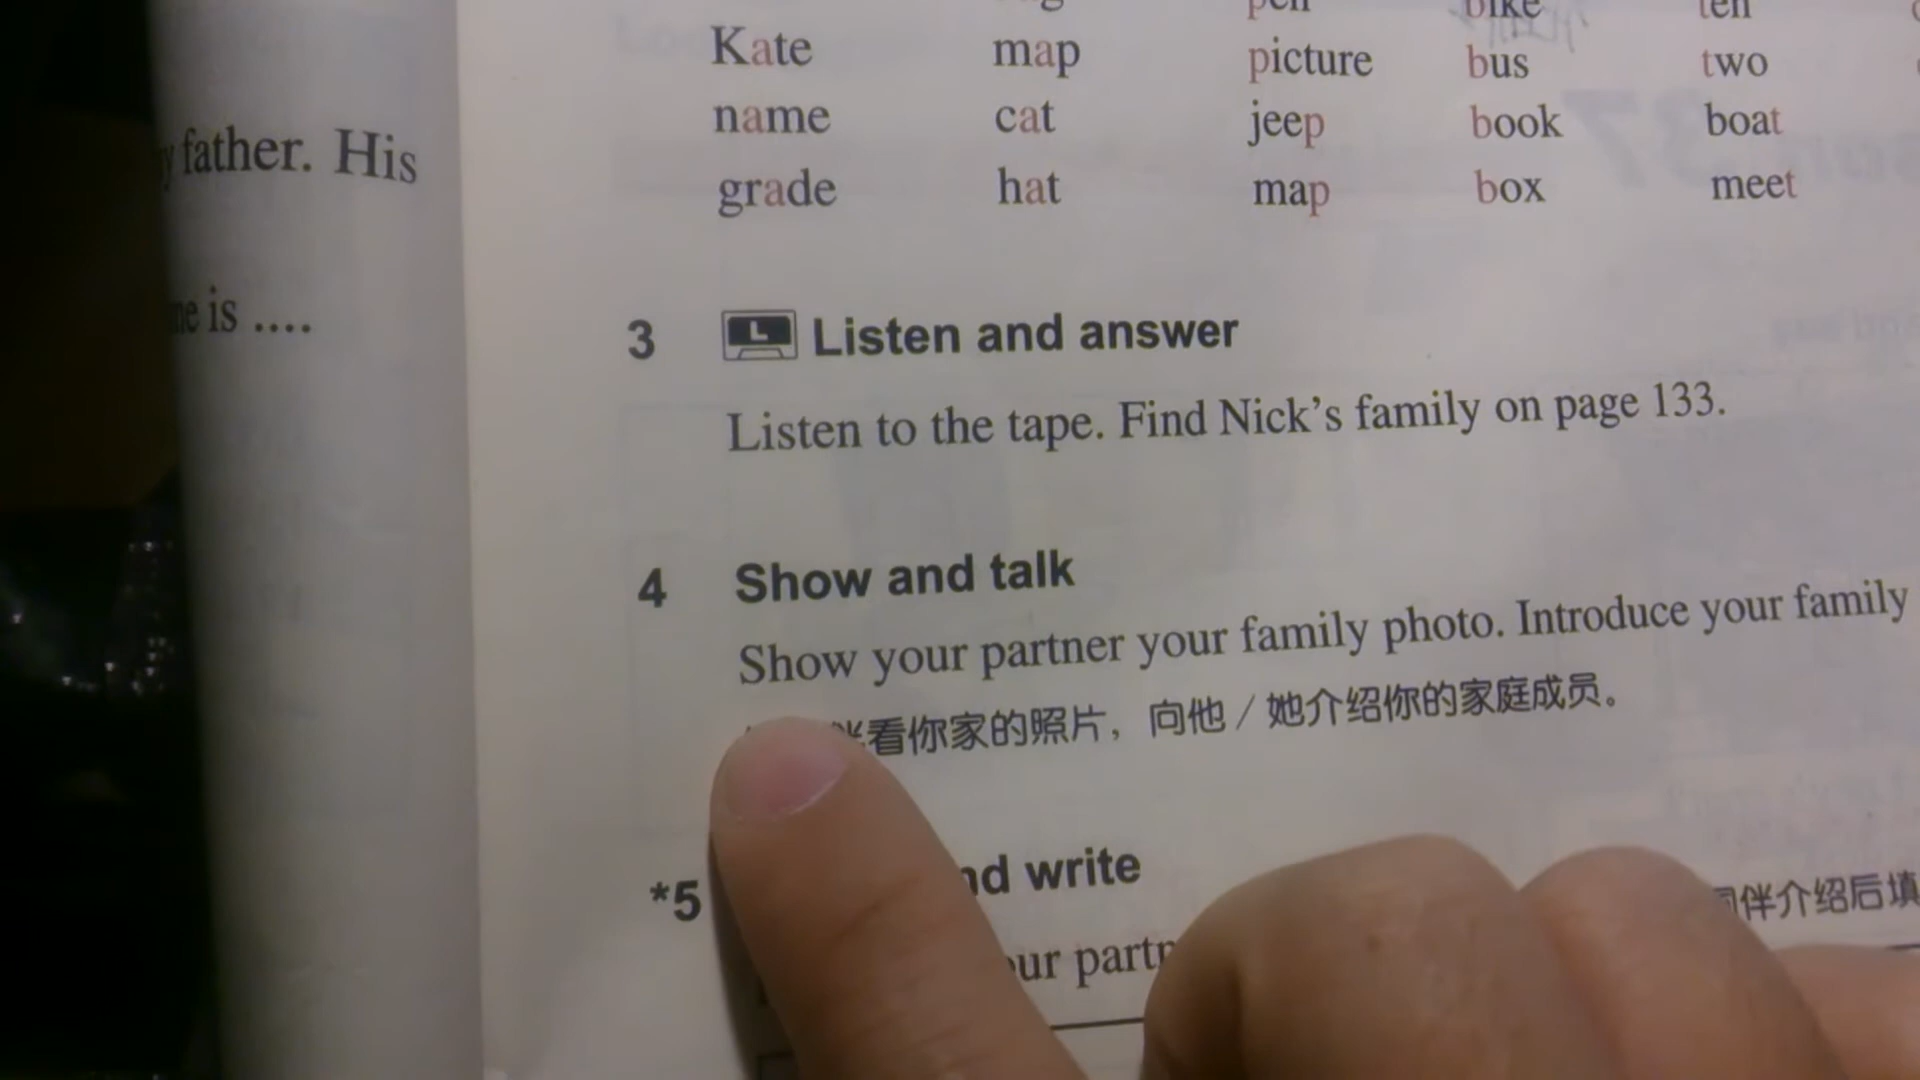 father. His
is ....
pen bike ten
Kate map picture bus two
name cat jeep book boat
grade hat map box meet
3 L Listen and answer
Listen to the tape. Find Nick's family on page 133.
4 Show and talk
Show your partner your family photo. Introduce your family
看你家的照片，向他/她介绍你的家庭成员。
*5 write
伴介绍后填